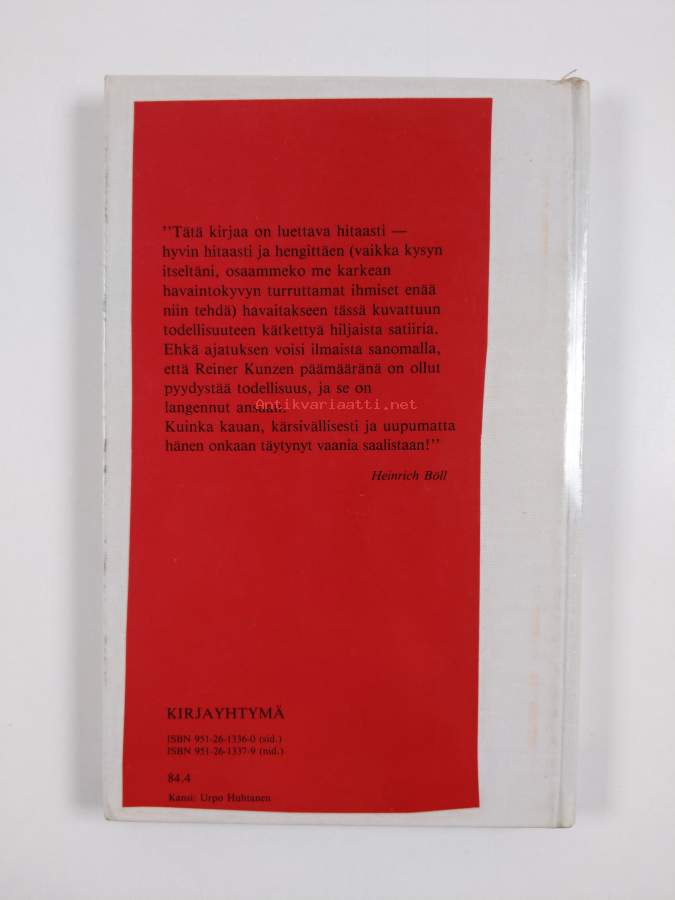 "Tätä kirjaa on luettava hitaasti —
hyvin hitaasti ja hengittäen (vaikka kysyn
itseltäni, osaammeko me karkean
havaintokyvyn turruttamat ihmiset enää
niin tehdä) havaitakseen tässä kuvattuun
todellisuuteen kätkettyä hiljaista satiiria.
Ehkä ajatuksen voisi ilmaista sanomalla,
että Reiner Kunzen päämääränä on ollut
pyydystää todellisuus, ja se on
langennut
Antikvariaatti.net
Kuinka kauan, kärsivällisesti ja uupumatta
hänen onkaan täytynyt vaania saalistaan!"
Heinrich Böll
KIRJAYHTYMÄ
ISBN 951-26-1336-0 (sid.)
ISBN 951-26-1337-9 (nid.)
84.4
Kansi: Urpo Huhtanen